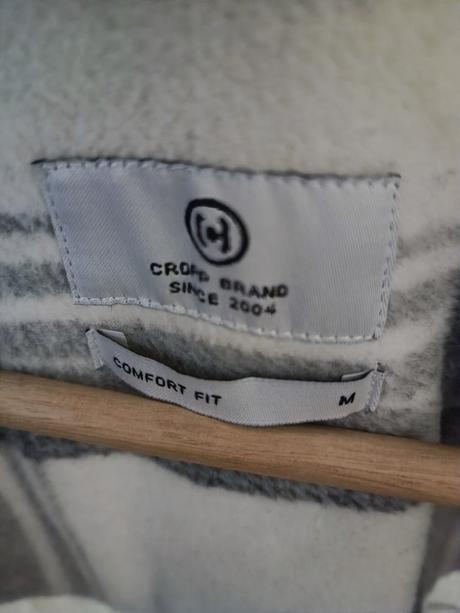 CROPP BRAND
SINCE 2004
COMFORT FIT M